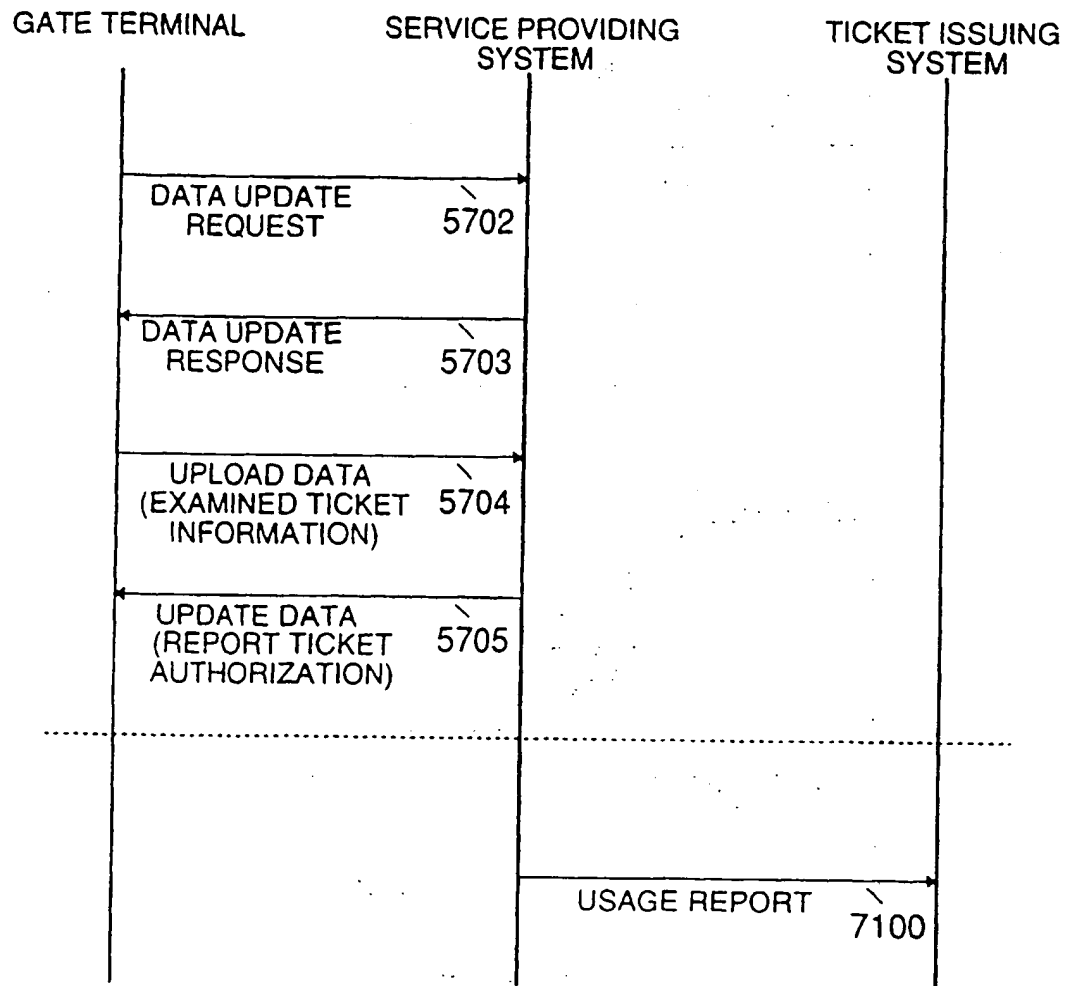 GATE TERMINAL
SERVICE PROVIDING
SYSTEM
TICKET ISSUING
SYSTEM
DATA UPDATE
REQUEST
5702
DATA UPDATE
RESPONSE
5703
UPLOAD DATA
(EXAMINED TICKET
INFORMATION)
5704
UPDATE DATA
(REPORT TICKET
AUTHORIZATION)
5705
USAGE REPORT
7100